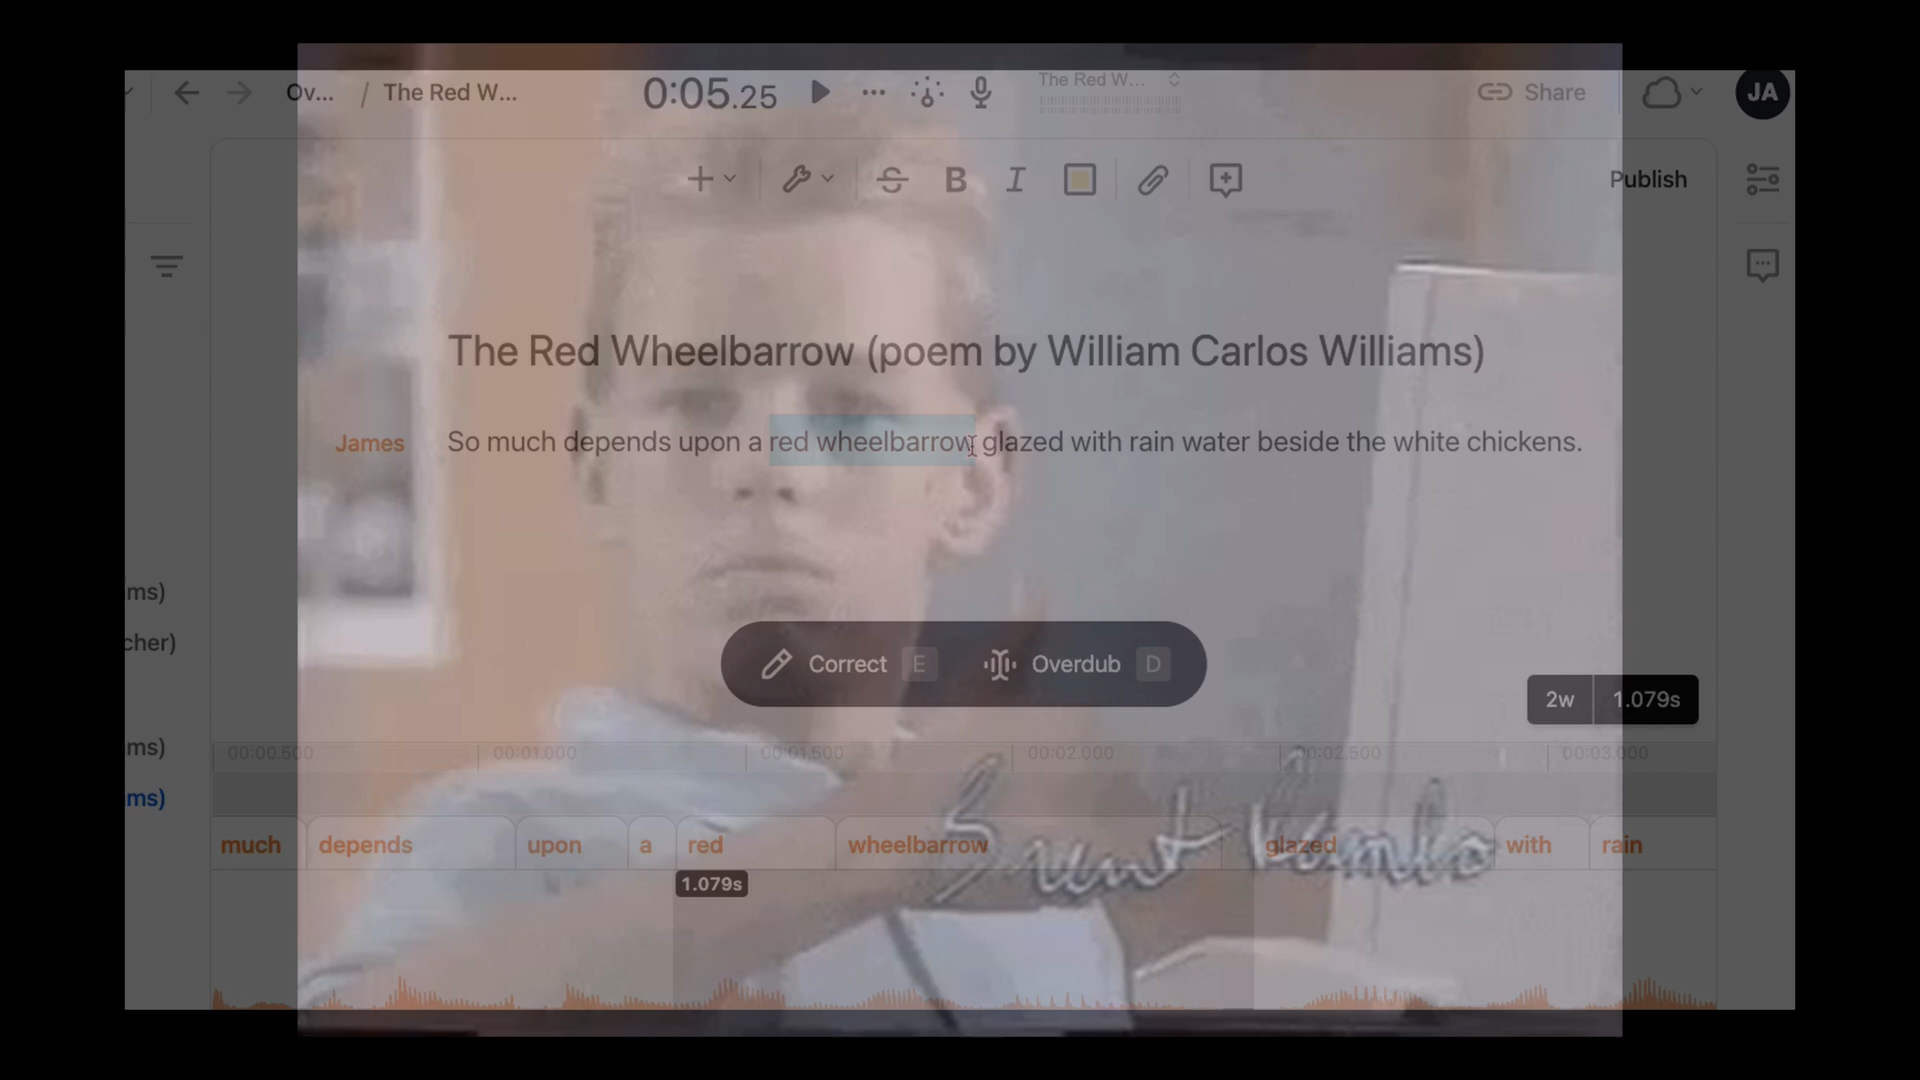 Ov... / The Red W...
0:05.25
The Red W...
Share
JA
B I
Publish
The Red Wheelbarrow (poem by William Carlos Williams)
James
So much depends upon a red wheelbarrow glazed with rain water beside the white chickens.
ms)
cher)
Correct E
Overdub D
2w 1.079s
ms)
00:00.500 00:01.000 00:01.500 00:02.000 00:02.500 00:03.000
ms)
much depends upon a red wheelbarrow glazed with rain
1.079s
Brent Rambo